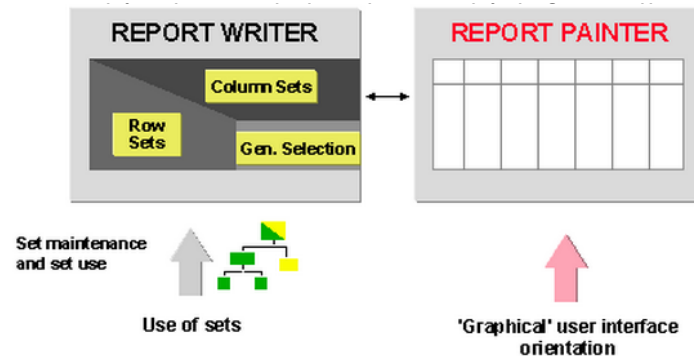 REPORT WRITER
Column Sets
Row
Sets
Gen. Selection
REPORT PAINTER
Set maintenance
and set use
Use of sets
'Graphical' user interface
orientation